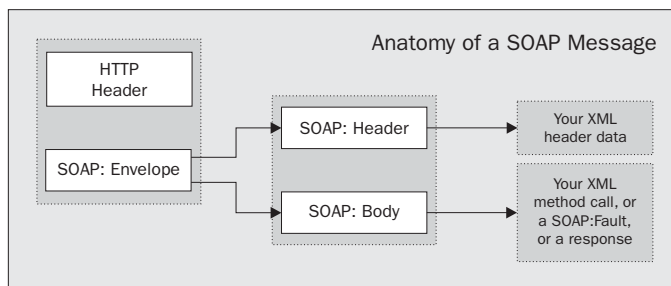 Anatomy of a SOAP Message
HTTP
Header
SOAP: Envelope
SOAP: Header
SOAP: Body
Your XML
header data
Your XML
method call, or
a SOAP:Fault,
or a response